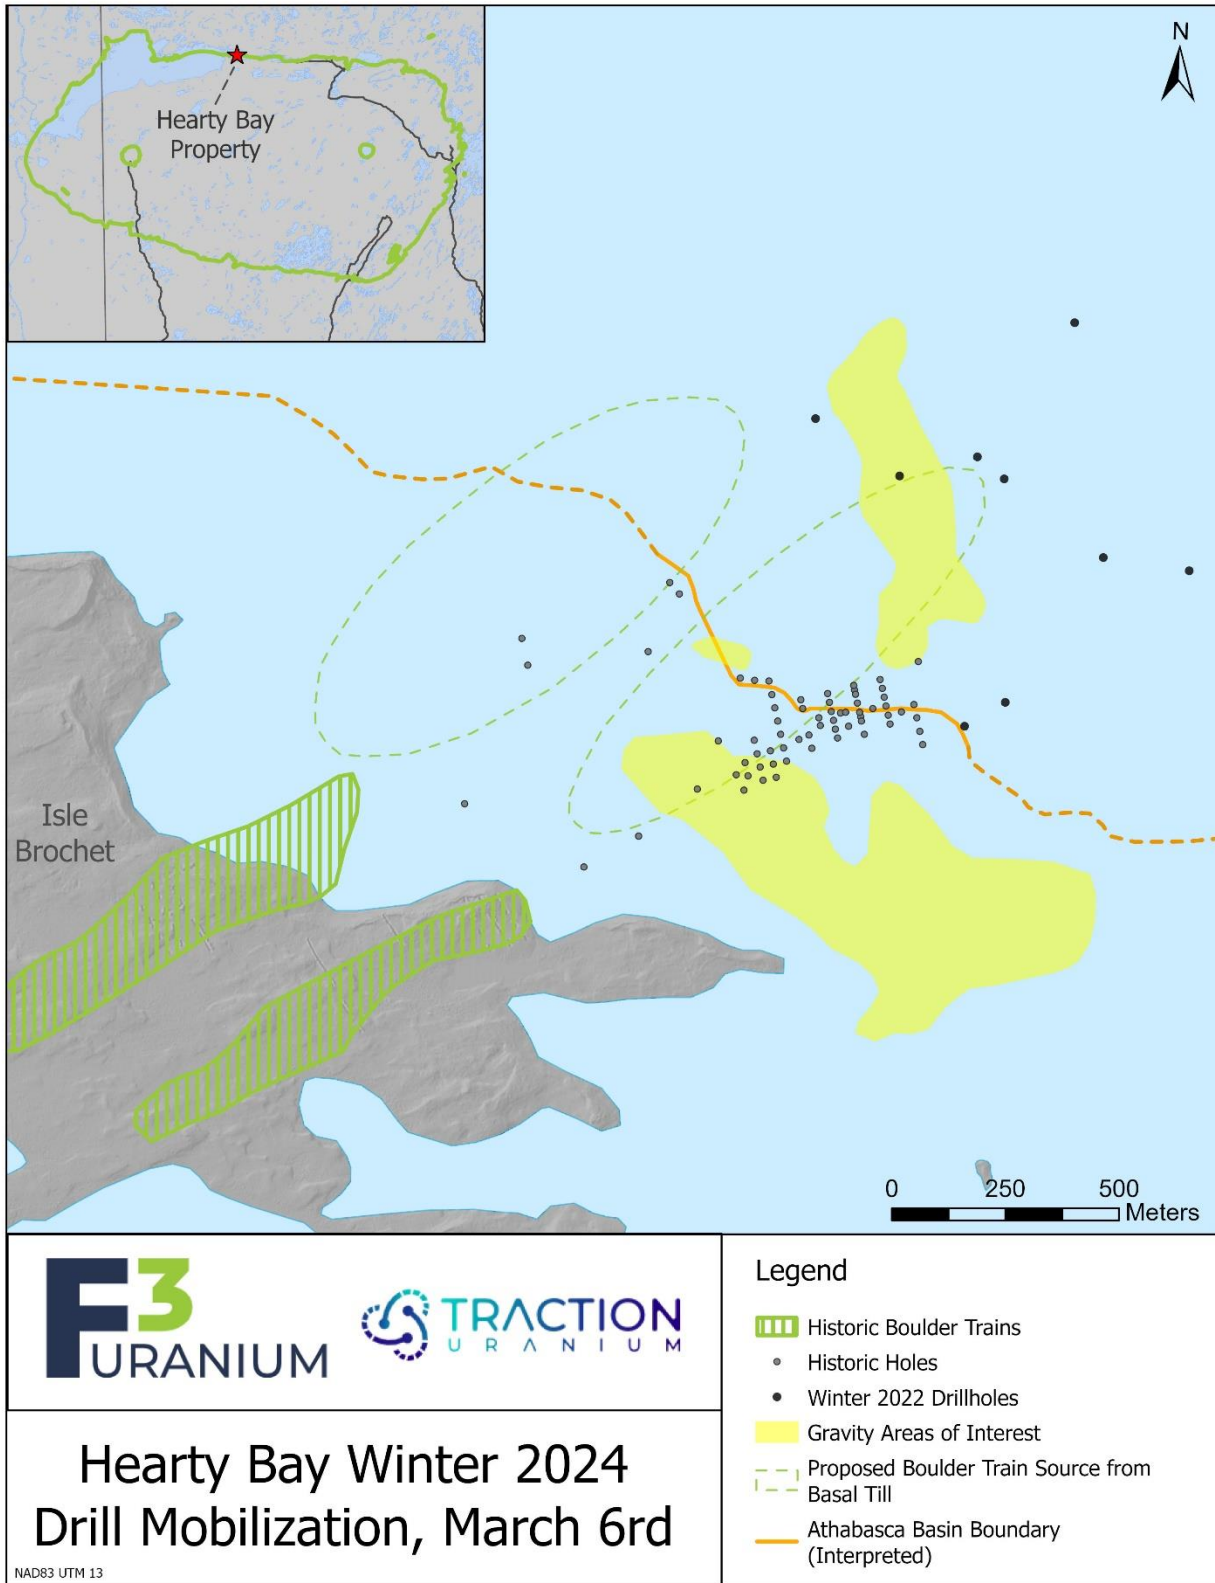 N
Hearty Bay
Property
Isle
Brochet
0 250 500
Meters
F3
URANIUM
TRACTION
URANIUM
Hearty Bay Winter 2024
Drill Mobilization, March 6rd
NAD83 UTM 13
Legend
Historic Boulder Trains
Historic Holes
Winter 2022 Drillholes
Gravity Areas of Interest
Proposed Boulder Train Source from
Basal Till
Athabasca Basin Boundary
(Interpreted)